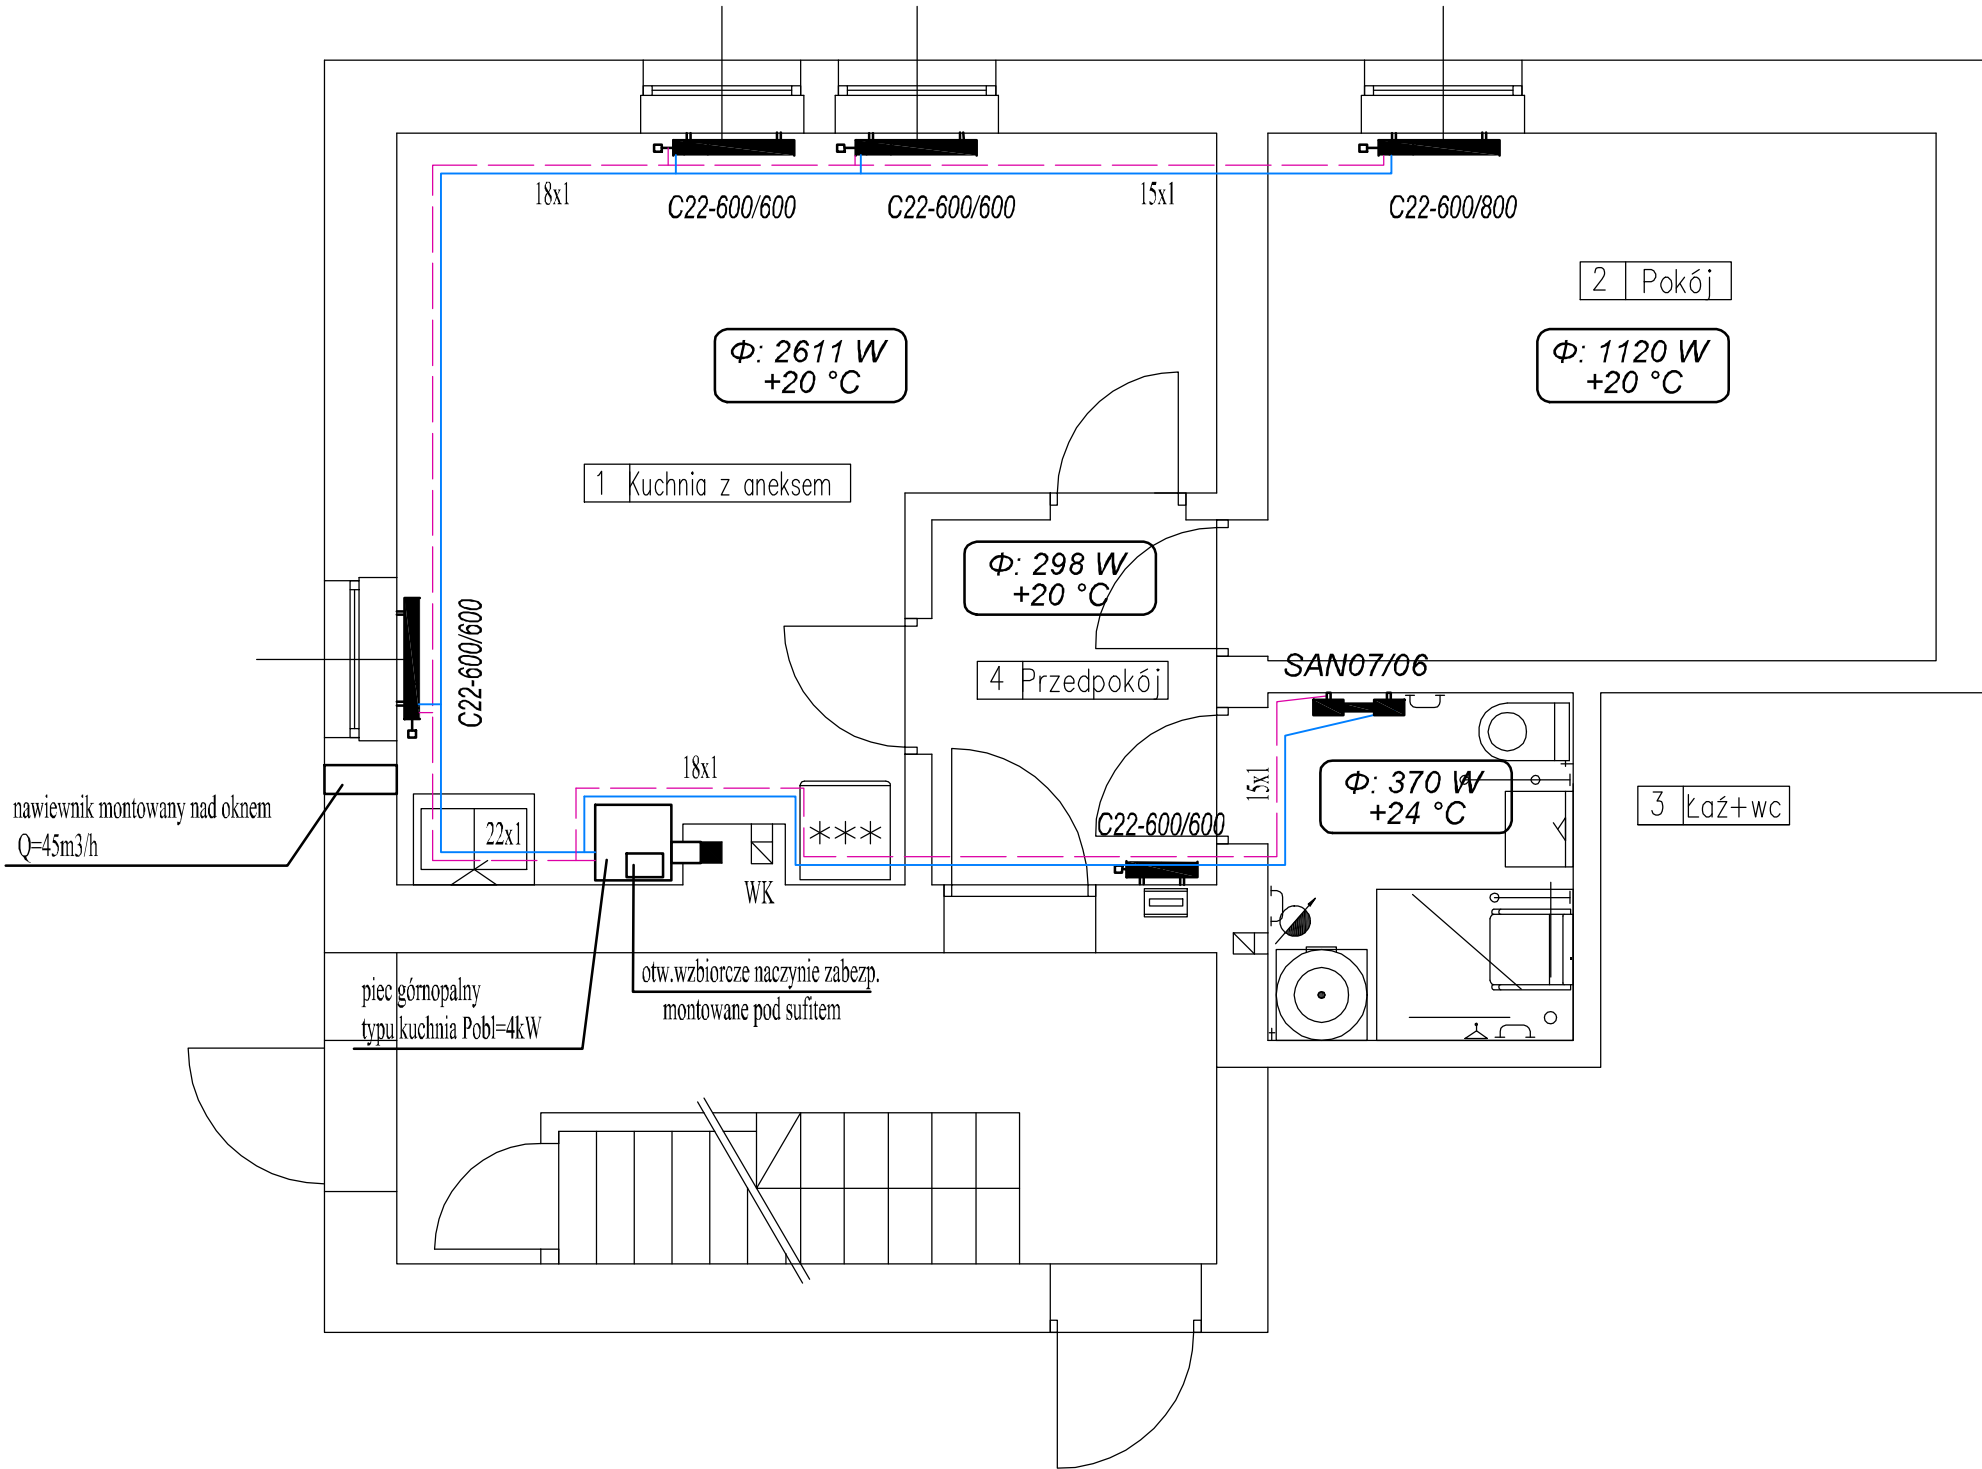 18x1
C22-600/600
C22-600/600
15x1
C22-600/800
2 Pokój
Φ: 2611 W
+20 °C
Φ: 1120 W
+20 °C
1 Kuchnia z aneksem
Φ: 298 W
+20 °C
C22-600/600
4 Przedpokój
SAN07/06
18x1
15x1
Φ: 370 W
+24 °C
3 Łaź+wc
nawiewnik montowany nad oknem
Q=45m3/h
22x1
C22-600/600
WK
piec górnopalny
typu kuchnia Pobl=4kW
otw.wzbiorcze naczynie zabezp.
montowane pod sufitem